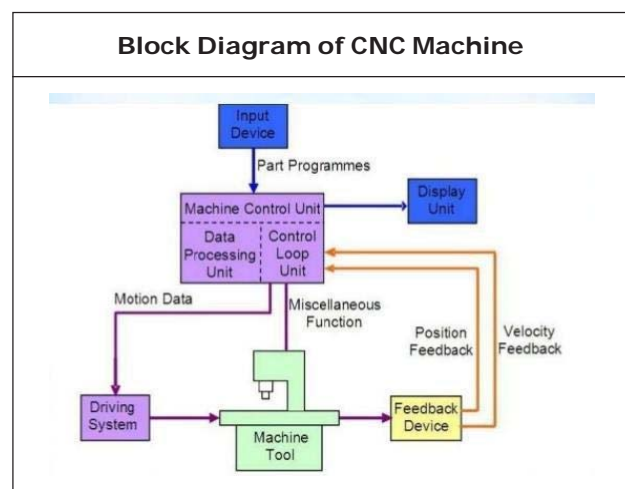 Block Diagram of CNC Machine
Input
Device
Part Programmes
Machine Control Unit
Display
Unit
Data
Processing
Unit
Control
Loop
Unit
Motion Data
Miscellaneous
Function
Position
Feedback
Velocity
Feedback
Driving
System
Machine
Tool
Feedback
Device